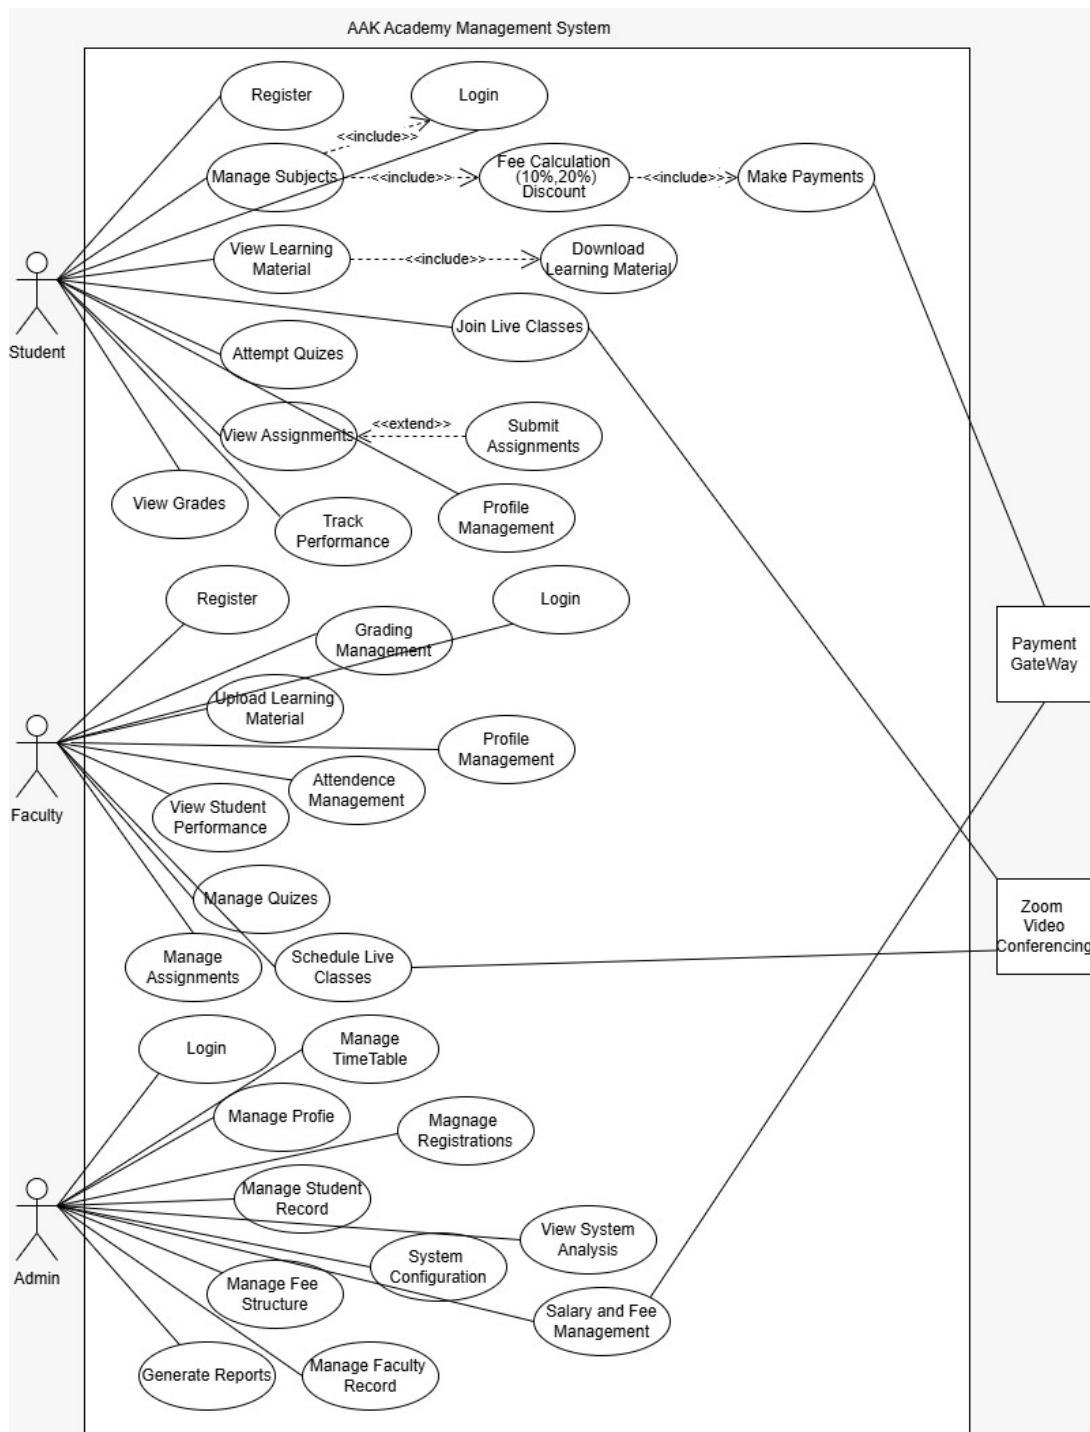 AAK Academy Management System
Register
Login
<<include>>
Manage Subjects
<<include>>
Fee Calculation
(10%,20%)
Discount
<<include>>
Make Payments
View Learning
Material
<<include>>
Download
Learning Material
Join Live Classes
Student
Attempt Quizes
View Assignments
<<extend>>
Submit
Assignments
View Grades
Track
Performance
Profile
Management
Register
Login
Grading
Management
Payment
GateWay
Upload Learning
Material
Profile
Management
Attendence
Management
Faculty
View Student
Performance
Manage Quizes
Zoom
Video
Conferencing
Manage
Assignments
Schedule Live
Classes
Login
Manage
TimeTable
Manage Profie
Magnage
Registrations
Manage Student
Record
View System
Analysis
System
Configuration
Admin
Manage Fee
Structure
Salary and Fee
Management
Generate Reports
Manage Faculty
Record